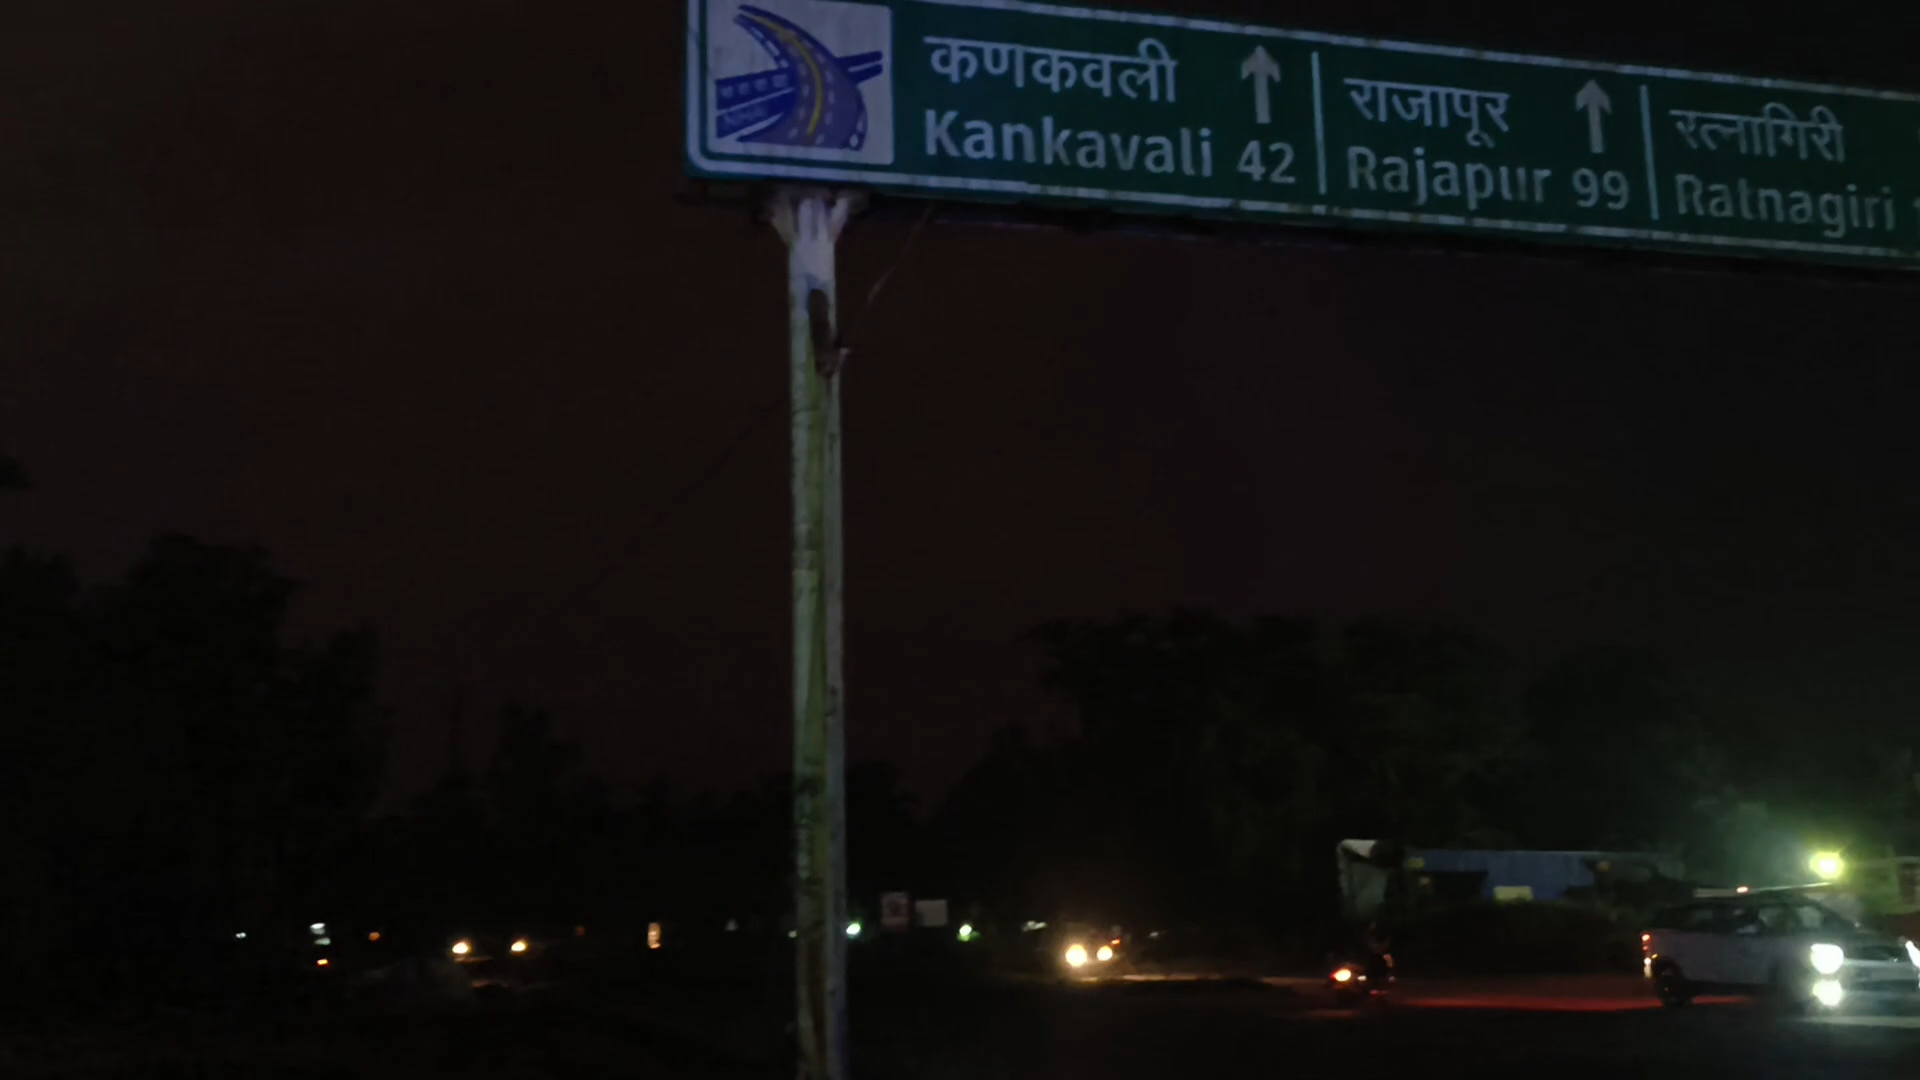 कणकवली
Kankavali 42
राजापूर
Rajapur 99
रत्नागिरी
Ratnagiri